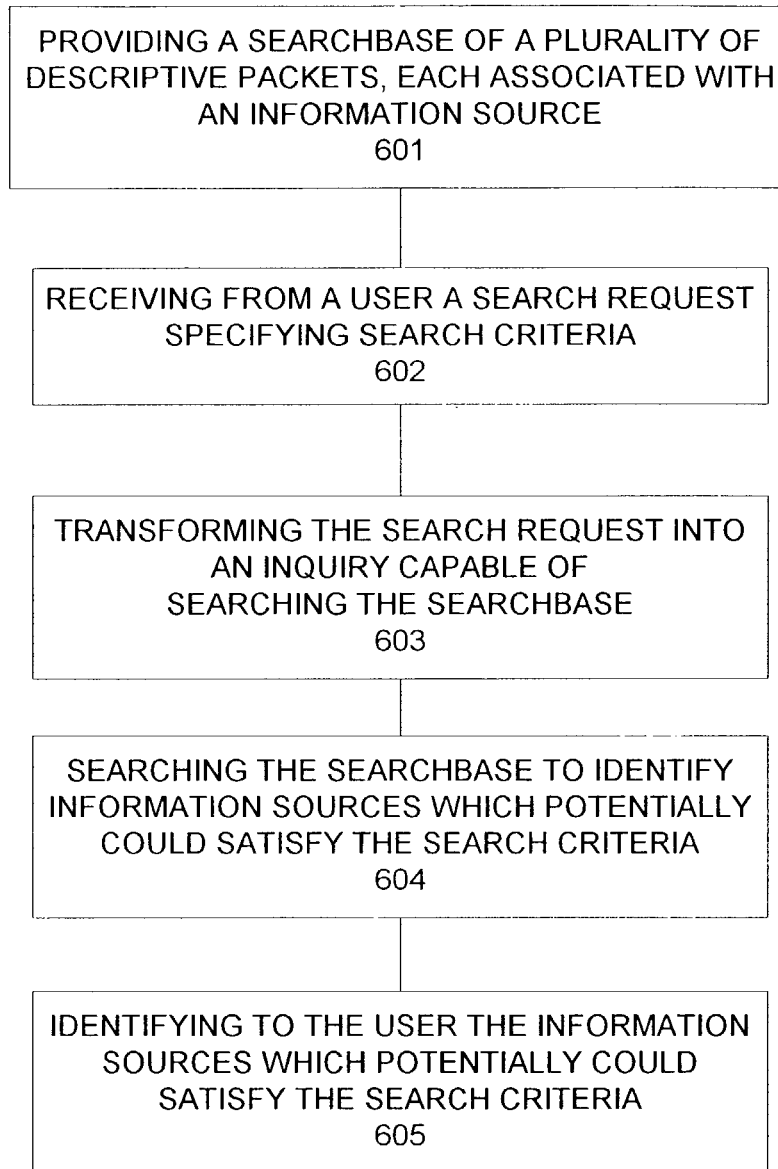 PROVIDING A SEARCHBASE OF A PLURALITY OF
DESCRIPTIVE PACKETS, EACH ASSOCIATED WITH
AN INFORMATION SOURCE
601
RECEIVING FROM A USER A SEARCH REQUEST
SPECIFYING SEARCH CRITERIA
602
TRANSFORMING THE SEARCH REQUEST INTO
AN INQUIRY CAPABLE OF
SEARCHING THE SEARCHBASE
603
SEARCHING THE SEARCHBASE TO IDENTIFY
INFORMATION SOURCES WHICH POTENTIALLY
COULD SATISFY THE SEARCH CRITERIA
604
IDENTIFYING TO THE USER THE INFORMATION
SOURCES WHICH POTENTIALLY COULD
SATISFY THE SEARCH CRITERIA
605